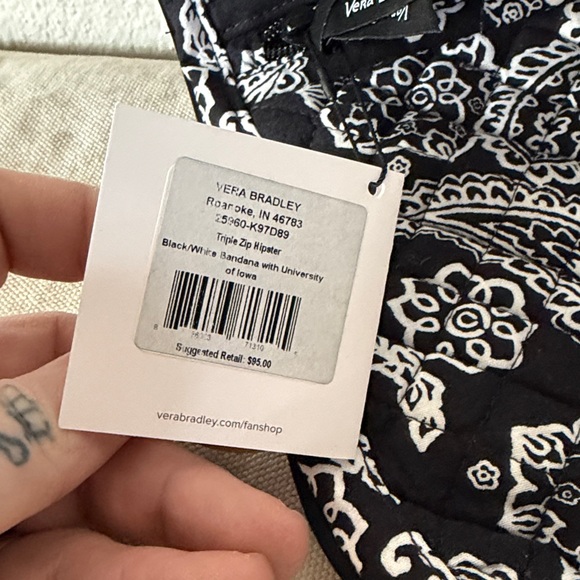 Vera
VERA BRADLEY
Roanoke, IN 46783
25960-K97D89
Triple Zip Hipster
Black/White Bandana with University
of Iowa
Suggested Retail: $95.00
verabradley.com/fanshop